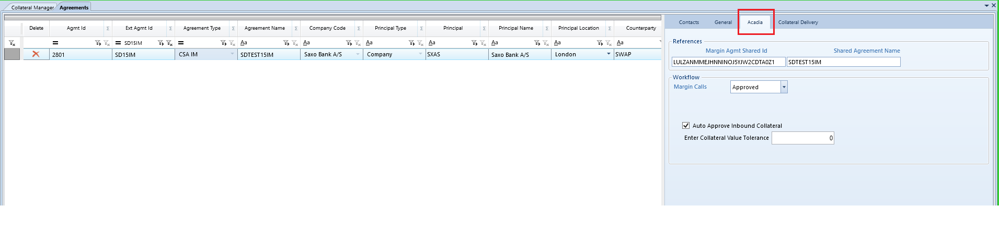 Collateral Manager Agreements
Delete Agmt Id Σ Ext Agmt Id Σ Agreement Type Σ Agreement Name Σ Company Code Σ Principal Type Σ Principal Σ Principal Name Σ Principal Location Σ Counterparty
= = SD15IM = Aa Aa Aa Aa Aa Aa Aa
2801 SD15IM CSA IM SDTEST15IM Saxo Bank A/S Company SXAS Saxo Bank A/S London SWAP
Contacts General Acadia Collateral Delivery
References
Margin Agmt Shared Id Shared Agreement Name
LULZANMMEJHNNINOJ5YJW2CDTA0Z1 SDTEST15IM
Workflow
Margin Calls Approved
Auto Approve Inbound Collateral
Enter Collateral Value Tolerance 0